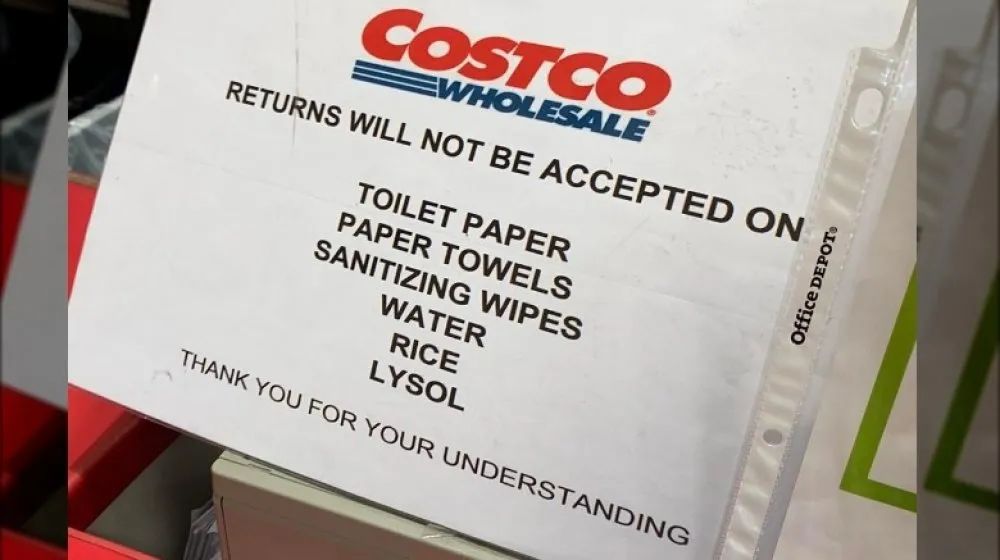 COSTCO
WHOLESALE
RETURNS WILL NOT BE ACCEPTED ON
TOILET PAPER
PAPER TOWELS
SANITIZING WIPES
WATER
RICE
LYSOL
THANK YOU FOR YOUR UNDERSTANDING
Office DEPOT®